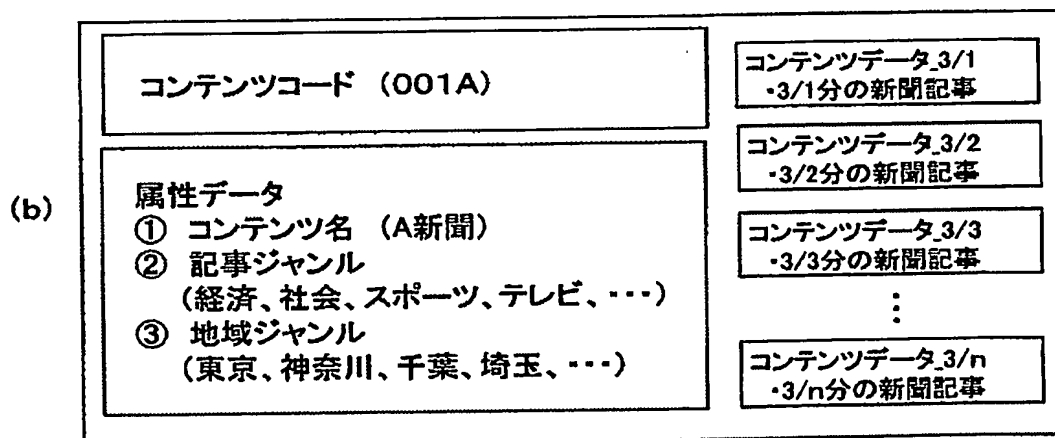 (b)
コンテンツコード (001A)
属性データ
① コンテンツ名 (A新聞)
② 記事ジャンル
(経済、社会、スポーツ、テレビ、･･･)
③ 地域ジャンル
(東京、神奈川、千葉、埼玉、･･･)
コンテンツデータ_3/1
･3/1分の新聞記事
コンテンツデータ_3/2
･3/2分の新聞記事
コンテンツデータ_3/3
･3/3分の新聞記事
⋮
コンテンツデータ_3/n
･3/n分の新聞記事